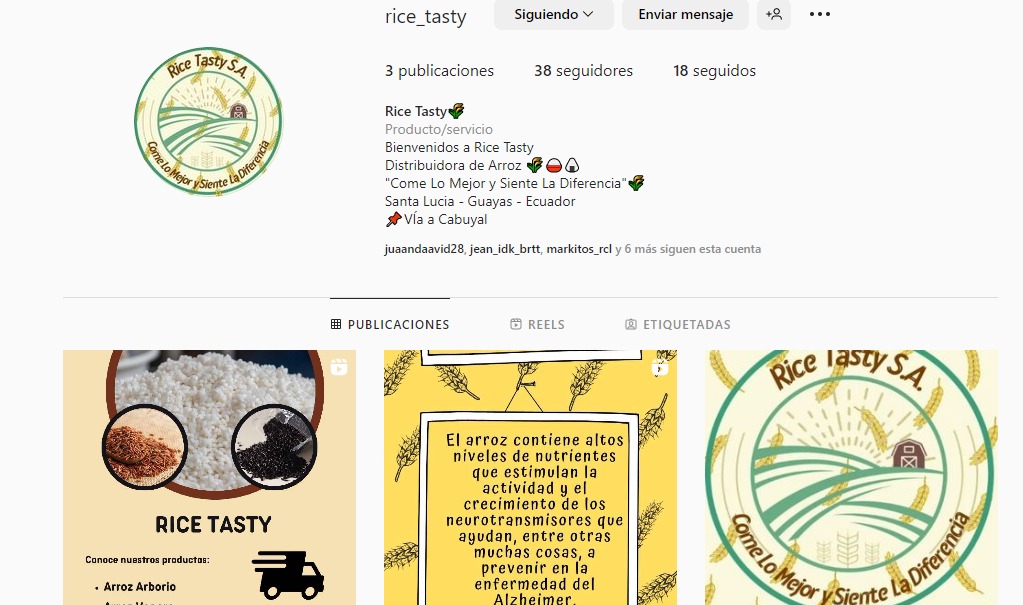 rice_tasty
Siguiendo
Enviar mensaje
3 publicaciones
38 seguidores
18 seguidos
Rice Tasty S.A.
Come Lo Mejor y Siente La Diferencia
Rice Tasty
Producto/servicio
Bienvenidos a Rice Tasty
Distribuidora de Arroz
"Come Lo Mejor y Siente La Diferencia"
Santa Lucia - Guayas - Ecuador
Vía a Cabuyal
juaandaavid28, jean_idk_brtt, markitos_rcl y 6 más siguen esta cuenta
PUBLICACIONES
REELS
ETIQUETADAS
RICE TASTY
Conoce nuestros productos:
• Arroz Arborio
El arroz contiene altos
niveles de nutrientes
que estimulan la
actividad y el
crecimiento de los
neurotransmisores que
ayudan, entre otras
muchas cosas, a
prevenir en la
enfermedad del
Alzheimer.
Rice Tasty S.A.
Come Lo Mejor y Siente La Diferencia